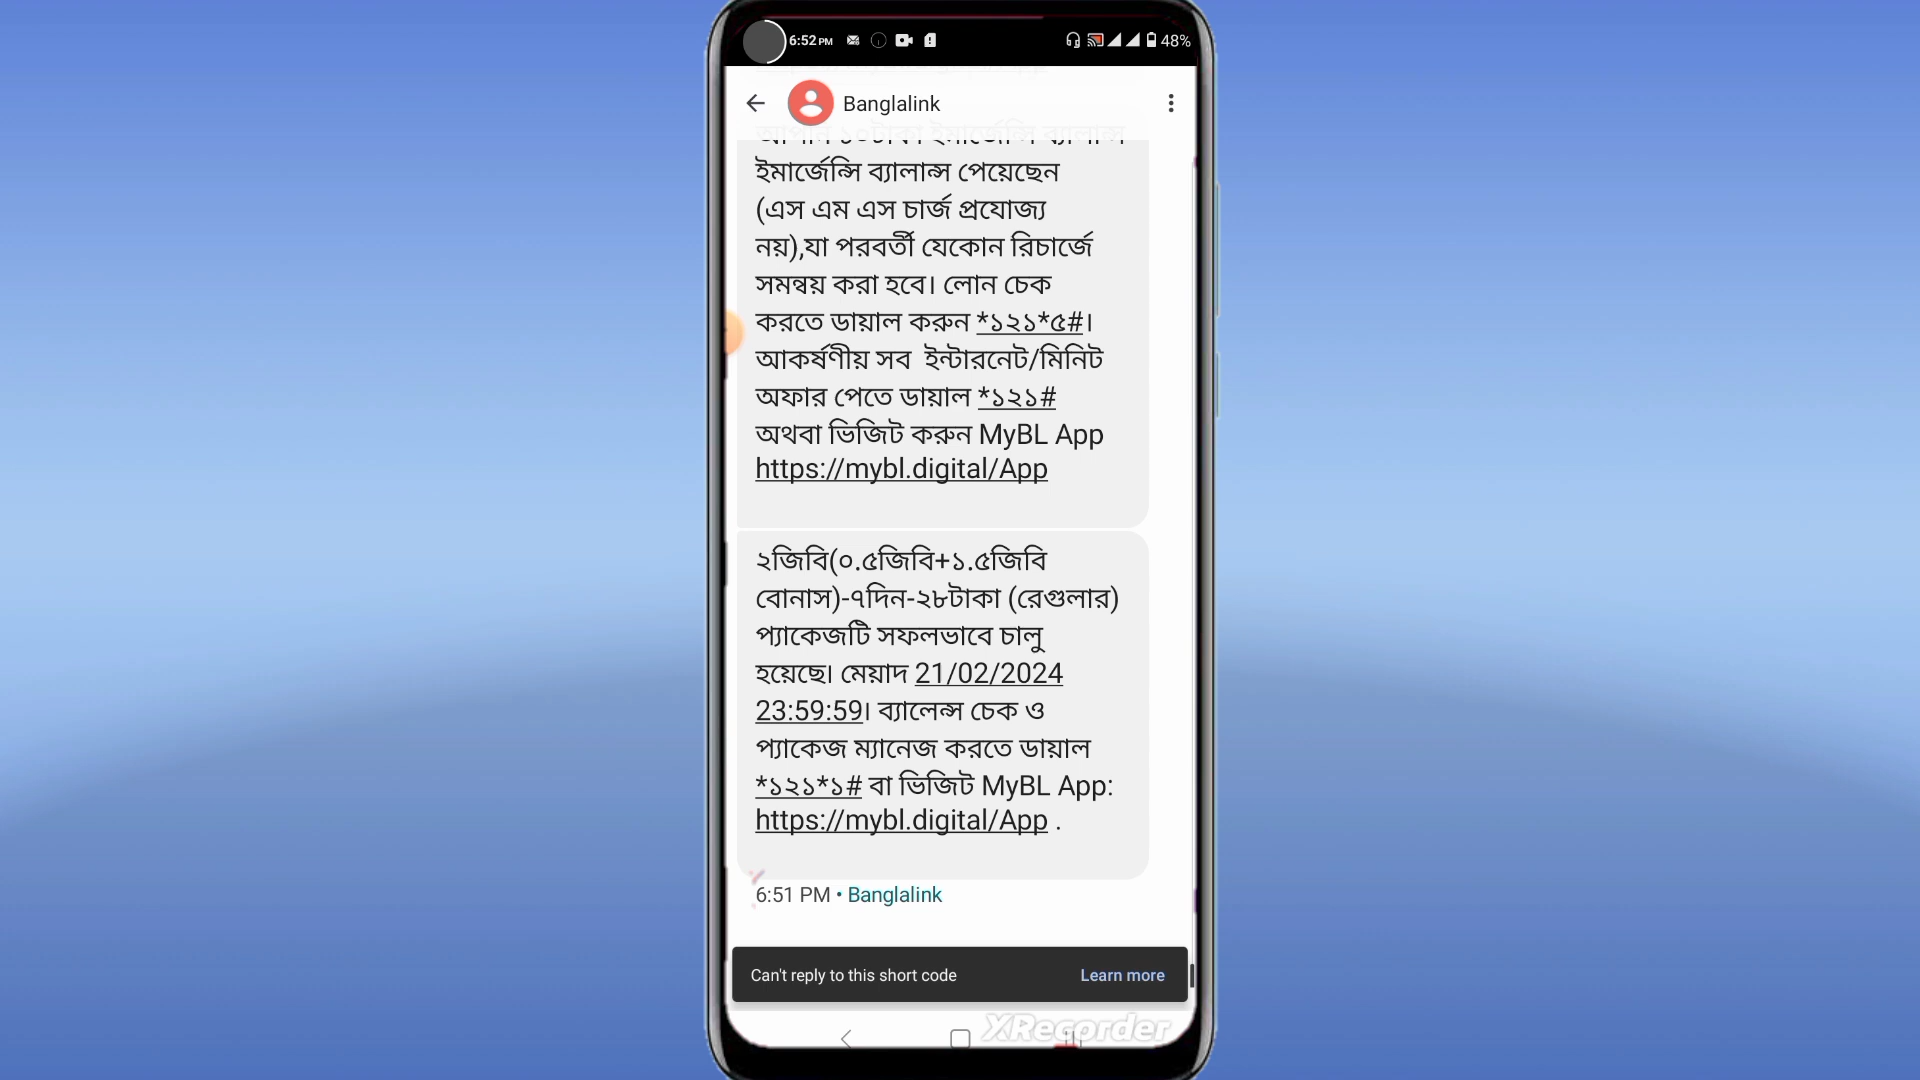 6:52 PM
48%
Banglalink
ইমার্জেন্সি ব্যালান্স পেয়েছেন
(এস এম এস চার্জ প্রযোজ্য
নয়),যা পরবর্তী যেকোন রিচার্জে
সমন্বয় করা হবে। লোন চেক
করতে ডায়াল করুন *১২১*৫#।
আকর্ষণীয় সব ইন্টারনেট/মিনিট
অফার পেতে ডায়াল *১২১#
অথবা ভিজিট করুন MyBL App
https://mybl.digital/App
২জিবি(০.৫জিবি+১.৫জিবি
বোনাস)-৭দিন-২৮টাকা (রেগুলার)
প্যাকেজটি সফলভাবে চালু
হয়েছে। মেয়াদ 21/02/2024
23:59:59। ব্যালেন্স চেক ও
প্যাকেজ ম্যানেজ করতে ডায়াল
*১২১*১# বা ভিজিট MyBL App:
https://mybl.digital/App .
6:51 PM • Banglalink
Can't reply to this short code
Learn more
XRecorder